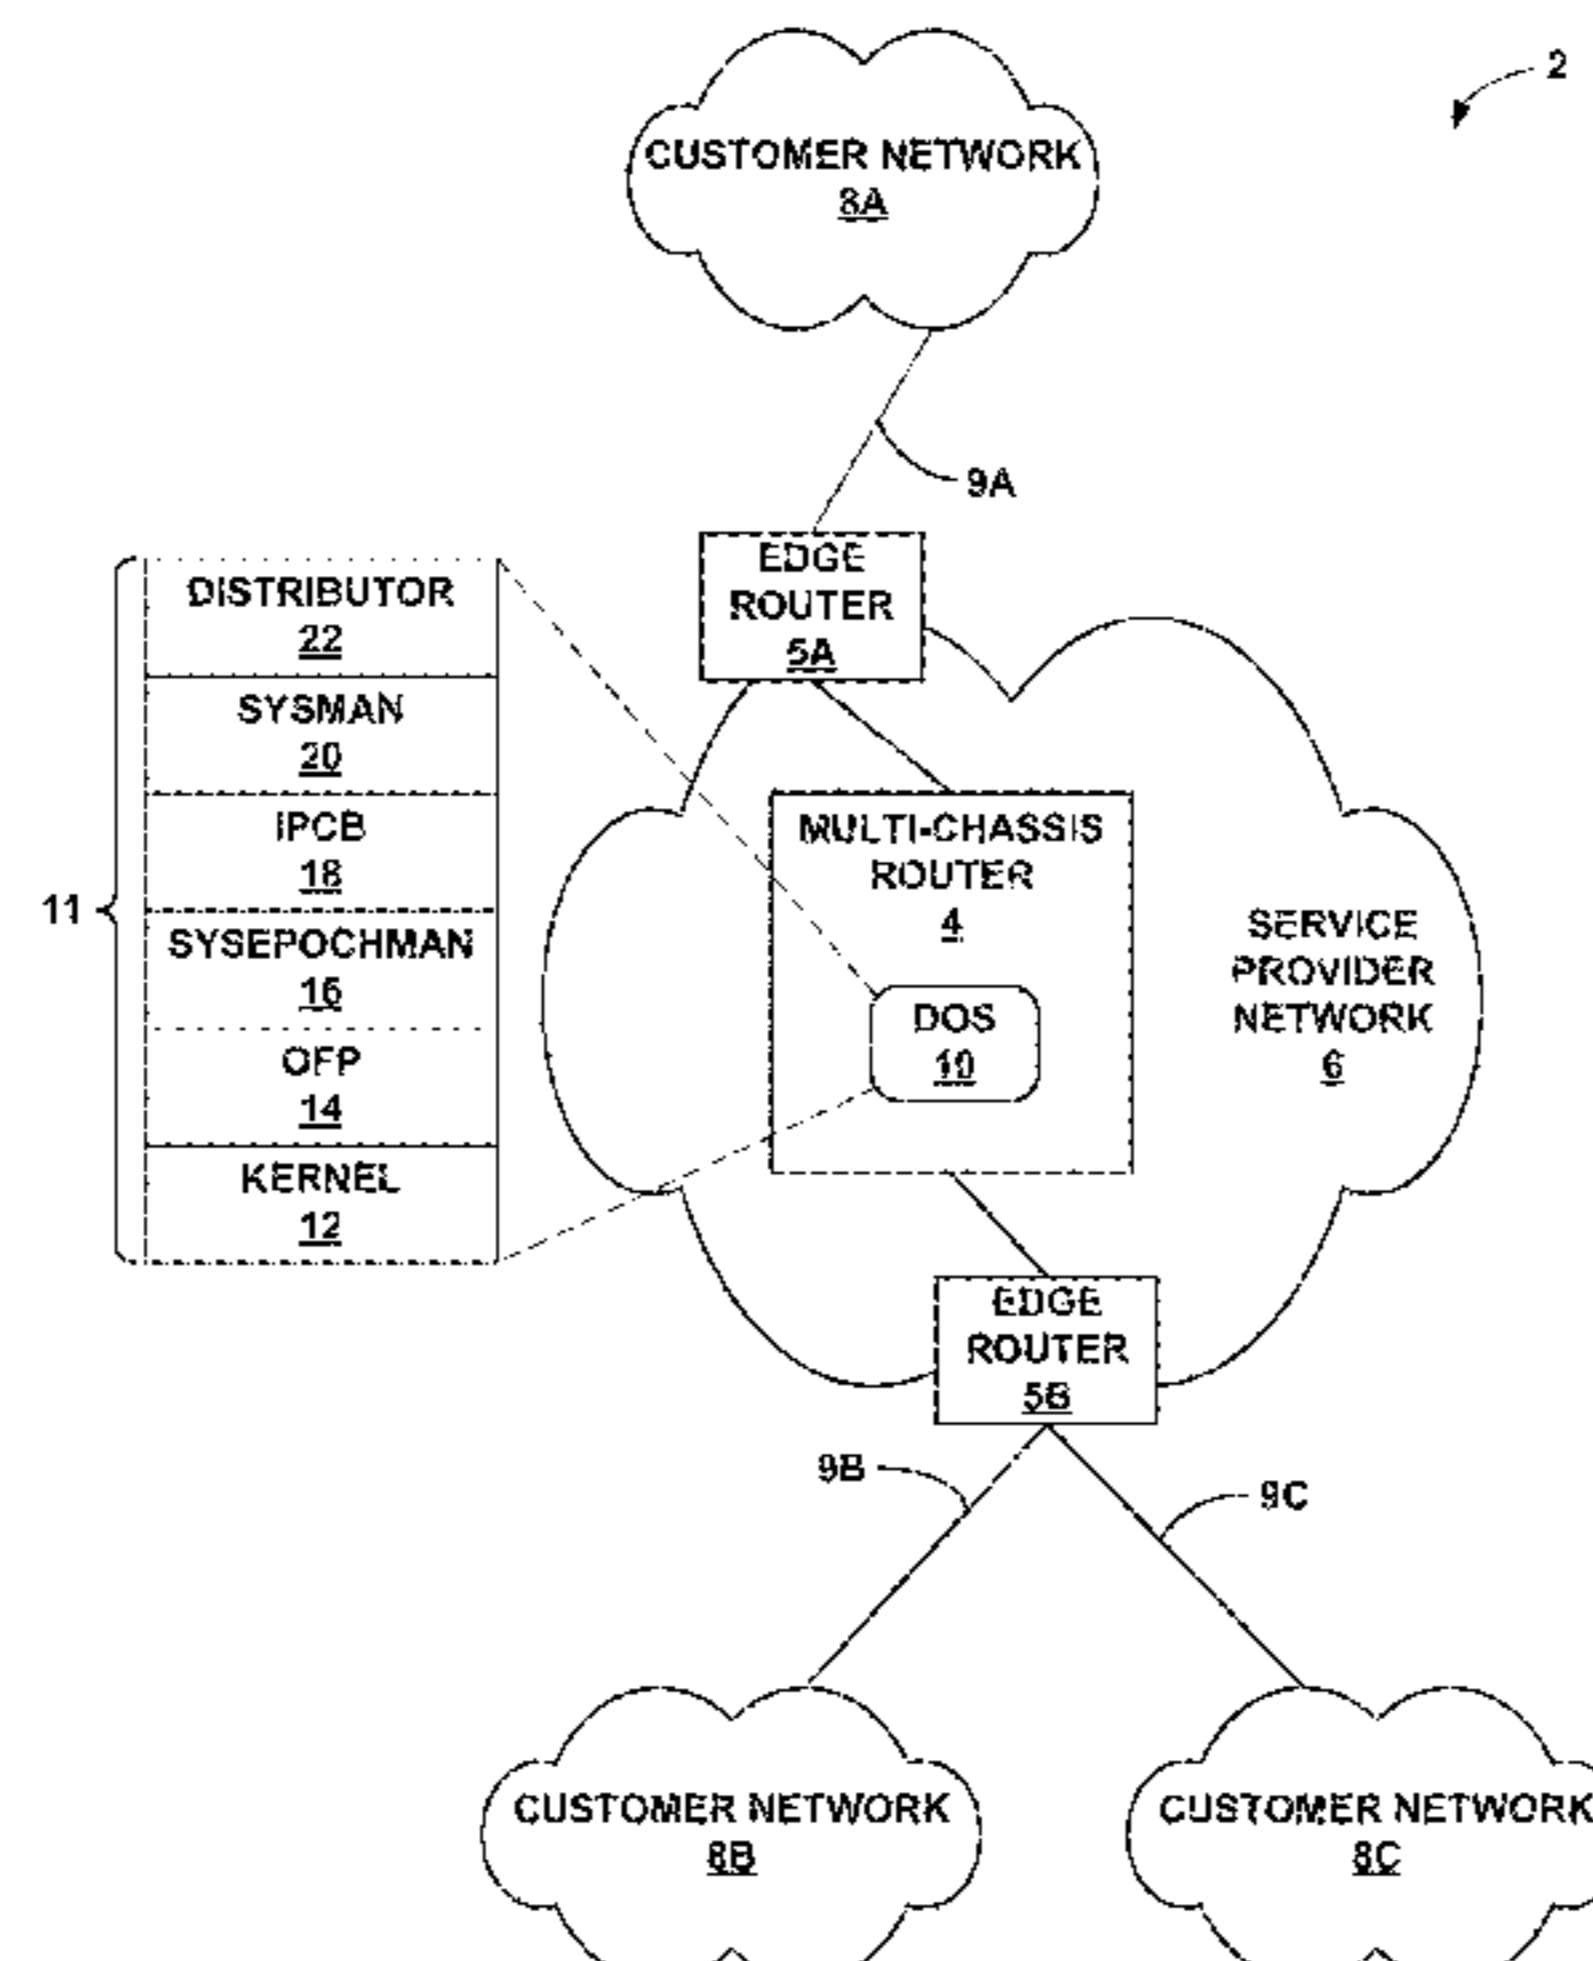 2
CUSTOMER NETWORK
8A
9A
EDGE
ROUTER
5A
DISTRIBUTOR
22
SYSMAN
20
IPCB
18
SYSEPOCHMAN
16
OFP
14
KERNEL
12
11
MULTI-CHASSIS
ROUTER
4
DOS
10
SERVICE
PROVIDER
NETWORK
6
EDGE
ROUTER
5B
9B
9C
CUSTOMER NETWORK
8B
CUSTOMER NETWORK
8C